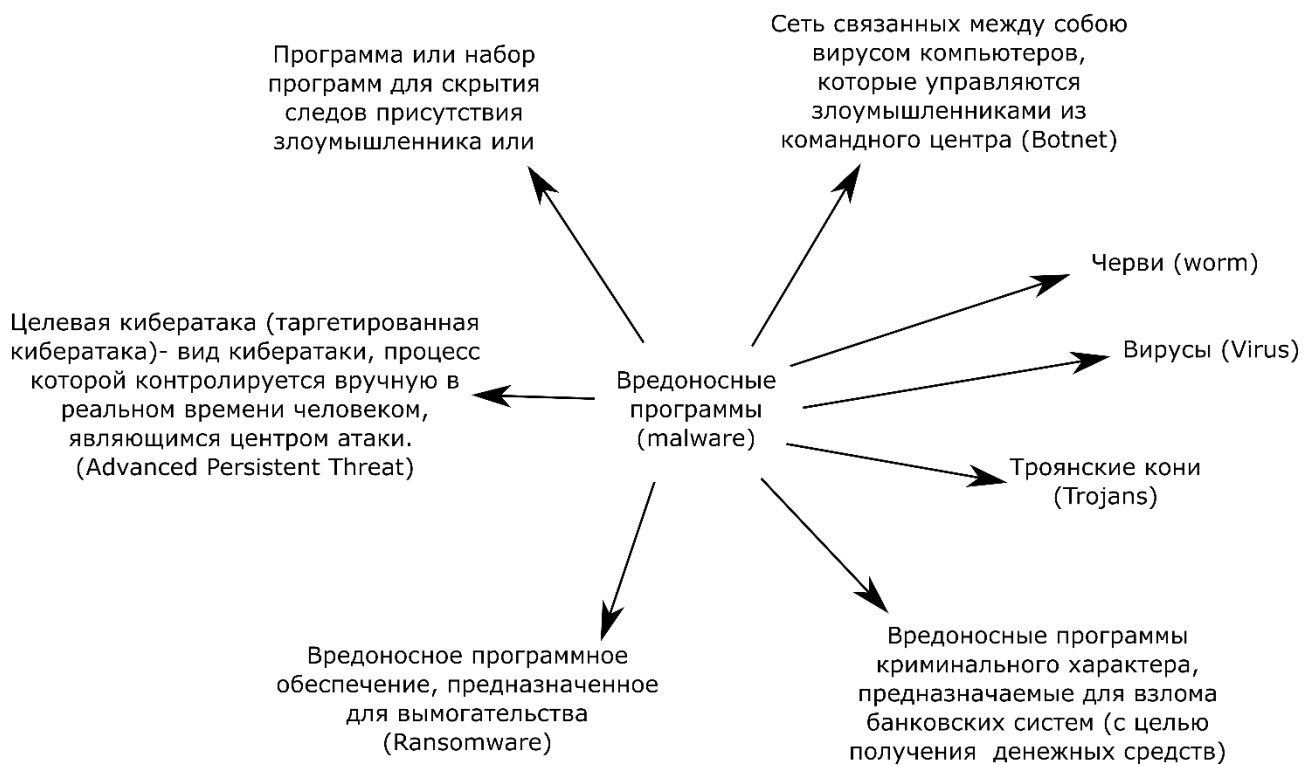 Программа или набор
программ для скрытия
следов присутствия
злоумышленника или
Сеть связанных между собою
вирусом компьютеров,
которые управляются
злоумышленниками из
командного центра (Botnet)
Черви (worm)
Целевая кибератака (таргетированная
кибератака)- вид кибератаки, процесс
которой контролируется вручную в
реальном времени человеком,
являющимся центром атаки.
(Advanced Persistent Threat)
Вредоносные
программы
(malware)
Вирусы (Virus)
Троянские кони
(Trojans)
Вредоносное программное
обеспечение, предназначенное
для вымогательства
(Ransomware)
Вредоносные программы
криминального характера,
предназначаемые для взлома
банковских систем (с целью
получения  денежных средств)